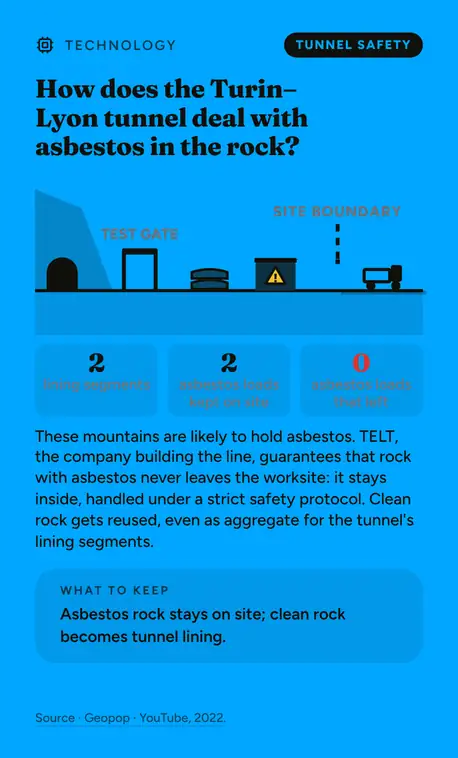 TECHNOLOGY
TUNNEL SAFETY
How does the Turin–
Lyon tunnel deal with
asbestos in the rock?
SITE BOUNDARY
TEST GATE
2
lining segments
2
asbestos loads
kept on site
0
asbestos loads
that left
These mountains are likely to hold asbestos. TELT,
the company building the line, guarantees that rock
with asbestos never leaves the worksite: it stays
inside, handled under a strict safety protocol. Clean
rock gets reused, even as aggregate for the tunnel's
lining segments.
WHAT TO KEEP
Asbestos rock stays on site; clean rock
becomes tunnel lining.
Source · Geopop · YouTube, 2022.